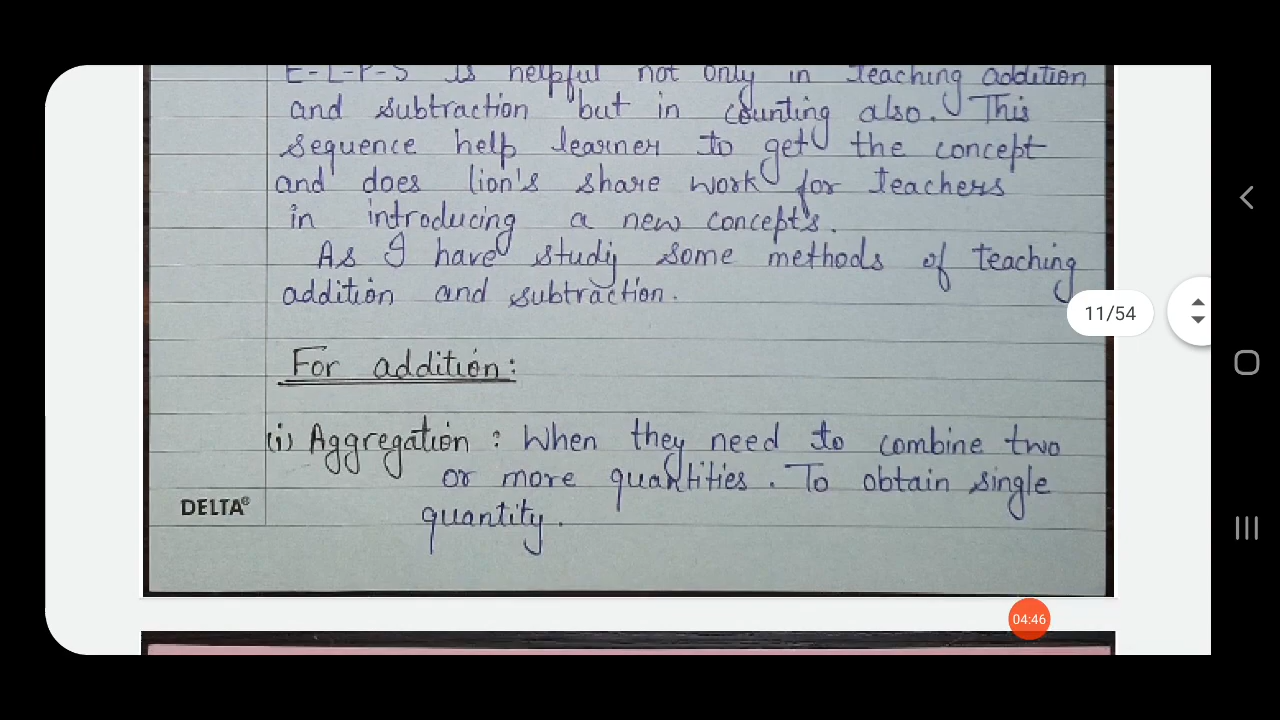 E-L-P-S is helpful not only in teaching addition
and subtraction but in counting also. This
sequence help learner to get the concept
and does lion's share work for teachers
in introducing a new concept's.
As I have study some methods of teaching
addition and subtraction.
11/54
For addition:
(i) Aggregation : When they need to combine two
or more quantities. To obtain single
DELTA®
quantity.
04:46